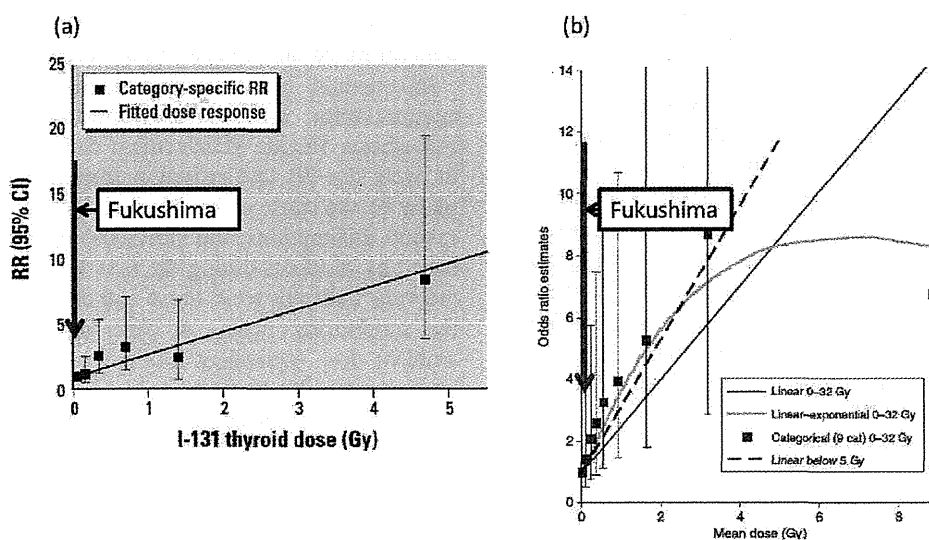 (a)
25
20
15
10
5
0
RR (95% CI)
Category-specific RR
Fitted dose response
Fukushima
0
1
2
3
4
5
I-131 thyroid dose (Gy)
(b)
14
12
10
8
6
4
2
0
Odds ratio estimates
Fukushima
Linear 0–32 Gy
Linear–exponential 0–32 Gy
Categorical (9 cat) 0–32 Gy
Linear below 5 Gy
0
2
4
6
8
Mean dose (Gy)